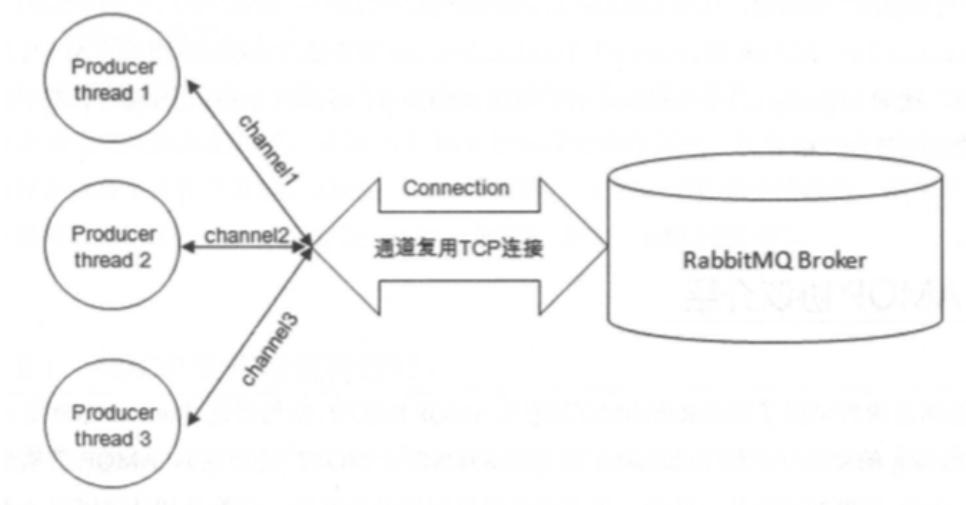 Producer
thread 1
channel1
Producer
thread 2
channel2
Producer
thread 3
channel3
Connection
通道复用TCP连接
RabbitMQ Broker